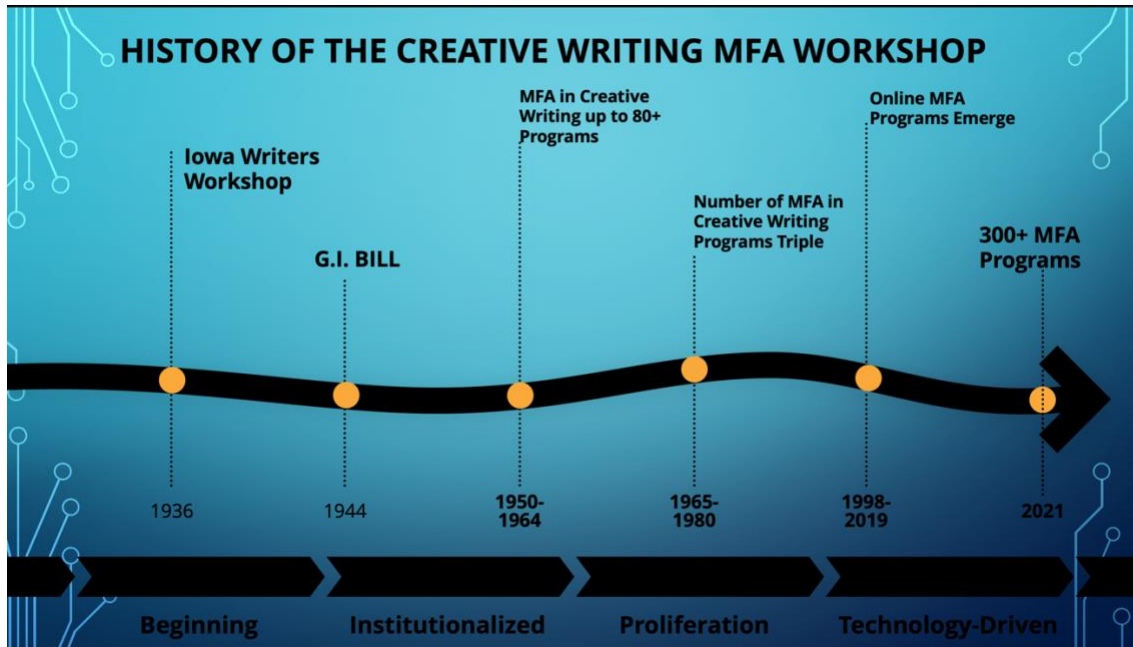 HISTORY OF THE CREATIVE WRITING MFA WORKSHOP
Iowa Writers
Workshop
G.I. BILL
MFA in Creative
Writing up to 80+
Programs
Number of MFA in
Creative Writing
Programs Triple
Online MFA
Programs Emerge
300+ MFA
Programs
1936
1944
1950-
1964
1965-
1980
1998-
2019
2021
Beginning
Institutionalized
Proliferation
Technology-Driven